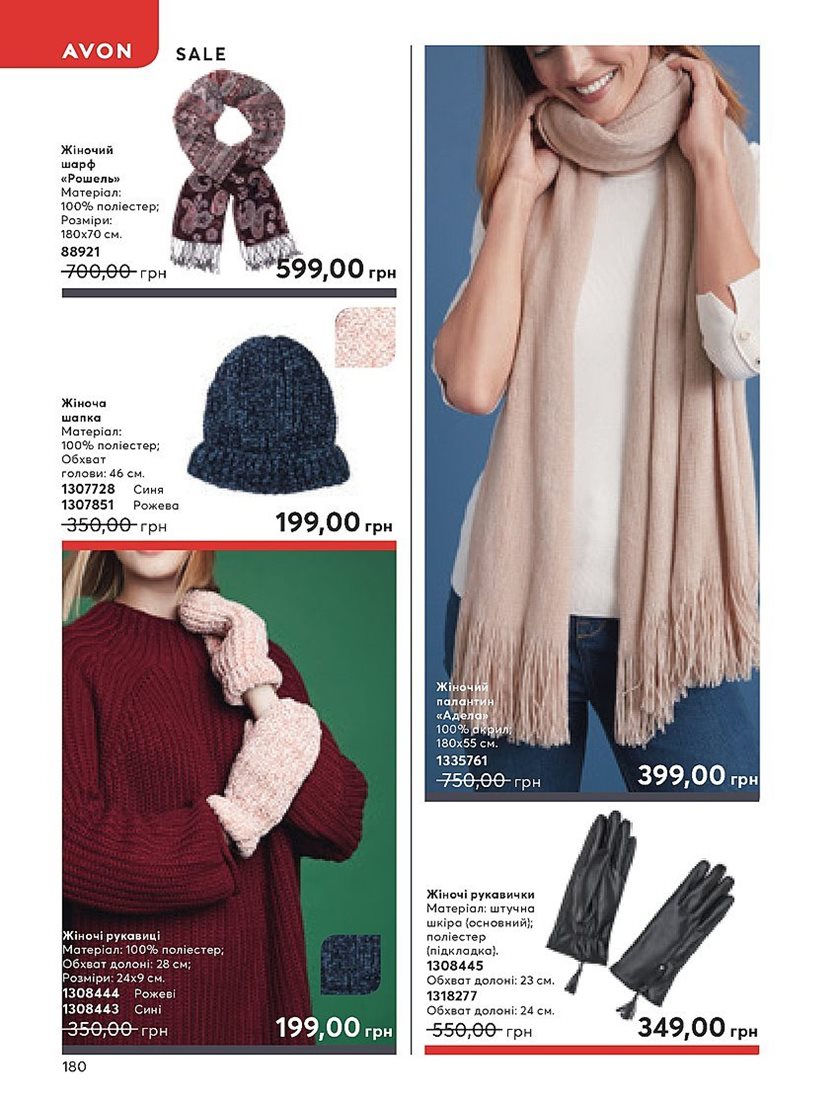 AVON
SALE
Жіночий
шарф
«Рошель»
Матеріал:
100% поліестер;
Розміри:
180х70 см.
88921
700,00 грн
599,00 грн
Жіноча
шапка
Матеріал:
100% поліестер;
Обхват
голови: 46 см.
1307728 Синя
1307851 Рожева
350,00 грн
199,00 грн
Жіночі рукавиці
Матеріал: 100% поліестер;
Обхват долоні: 28 см;
Розміри: 24х9 см.
1308444 Рожеві
1308443 Сині
350,00 грн
199,00 грн
Жіночий
палантин
«Адела»
100% акрил;
180х55 см.
1335761
750,00 грн
399,00 грн
Жіночі рукавички
Матеріал: штучна
шкіра (основний);
поліестер
(підкладка).
1308445
Обхват долоні: 23 см.
1318277
Обхват долоні: 24 см.
550,00 грн
349,00 грн
180